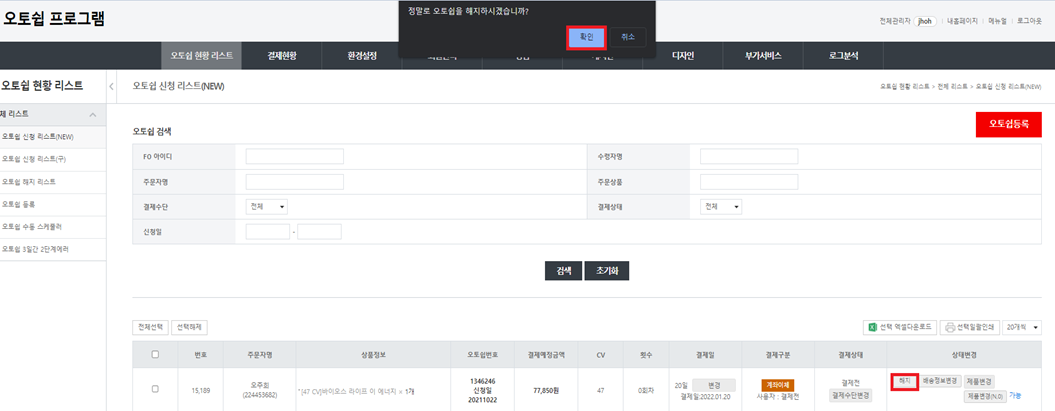 오토쉽 프로그램
정말로 오토쉽을 해지하시겠습니까?
확인 취소
전체관리자 jhoh 내홈페이지 메뉴얼 로그아웃
오토쉽 현황 리스트 결제현황 환경설정 디자인 부가서비스 로그분석
오토쉽 현황 리스트
오토쉽 신청 리스트(NEW)
오토쉽 현황 리스트 > 전체 리스트 > 오토쉽 신청 리스트(NEW)
체 리스트
오토쉽 신청 리스트(NEW)
오토쉽 신청 리스트(구)
오토쉽 해지 리스트
오토쉽 등록
오토쉽 수동 스케쥴러
오토쉽 3일간 2단계에러
오토쉽등록
오토쉽 검색
FO 아이디 수령자명
주문자명 주문상품
결제수단 전체 결제상태 전체
신청일 -
검색 초기화
전체선택 선택해제
선택 엑셀다운로드 선택일괄인쇄 20개씩
번호 주문자명 상품정보 오토쉽번호 결제예정금액 CV 횟수 결제일 결제구분 결제상태 상태변경
15,189
오주희
(224453682)
*[47 CV]바이오스 라이프 이 에너지 × 1개
1346246
신청일
20211022
77,850원
47
0회차
20일 변경
결제일:2022.01.20
계좌이체
사용자 : 결제전
결제전
결제수단변경
해지 배송정보변경 제품변경
제품변경(N.O) 가능